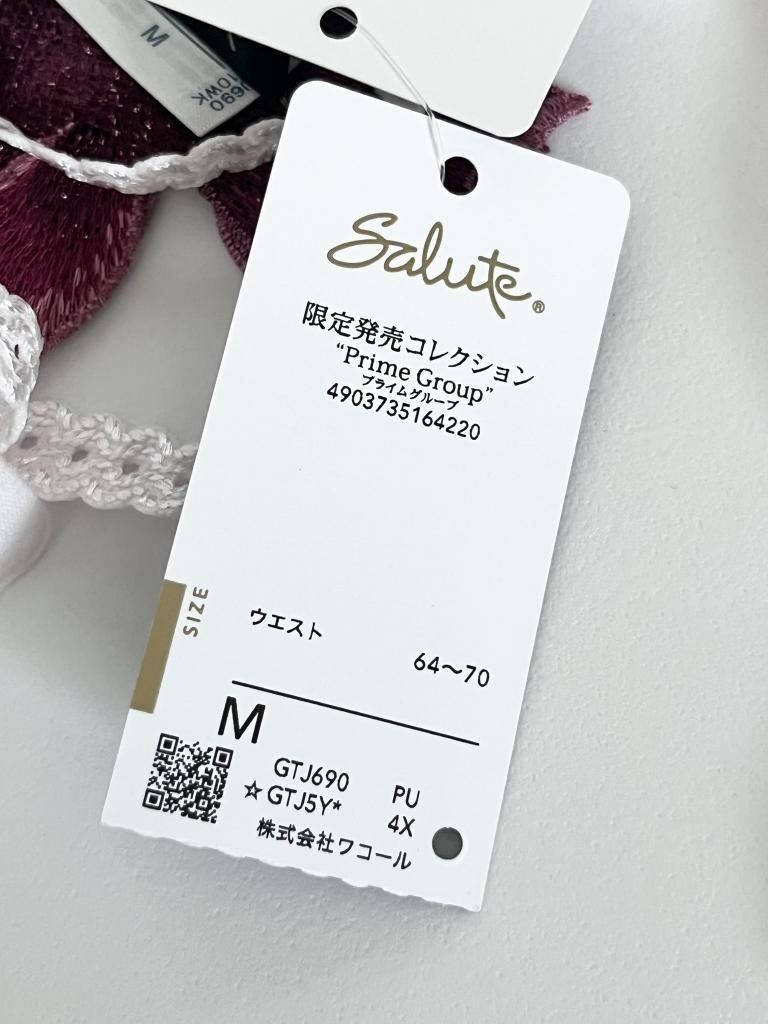 M
10WK
Salute®
限定発売コレクション
“Prime Group”
プライムグループ
4903735164220
SIZE
ウエスト
64〜70
M
GTJ690 PU
☆GTJ5Y* 4X
株式会社ワコール